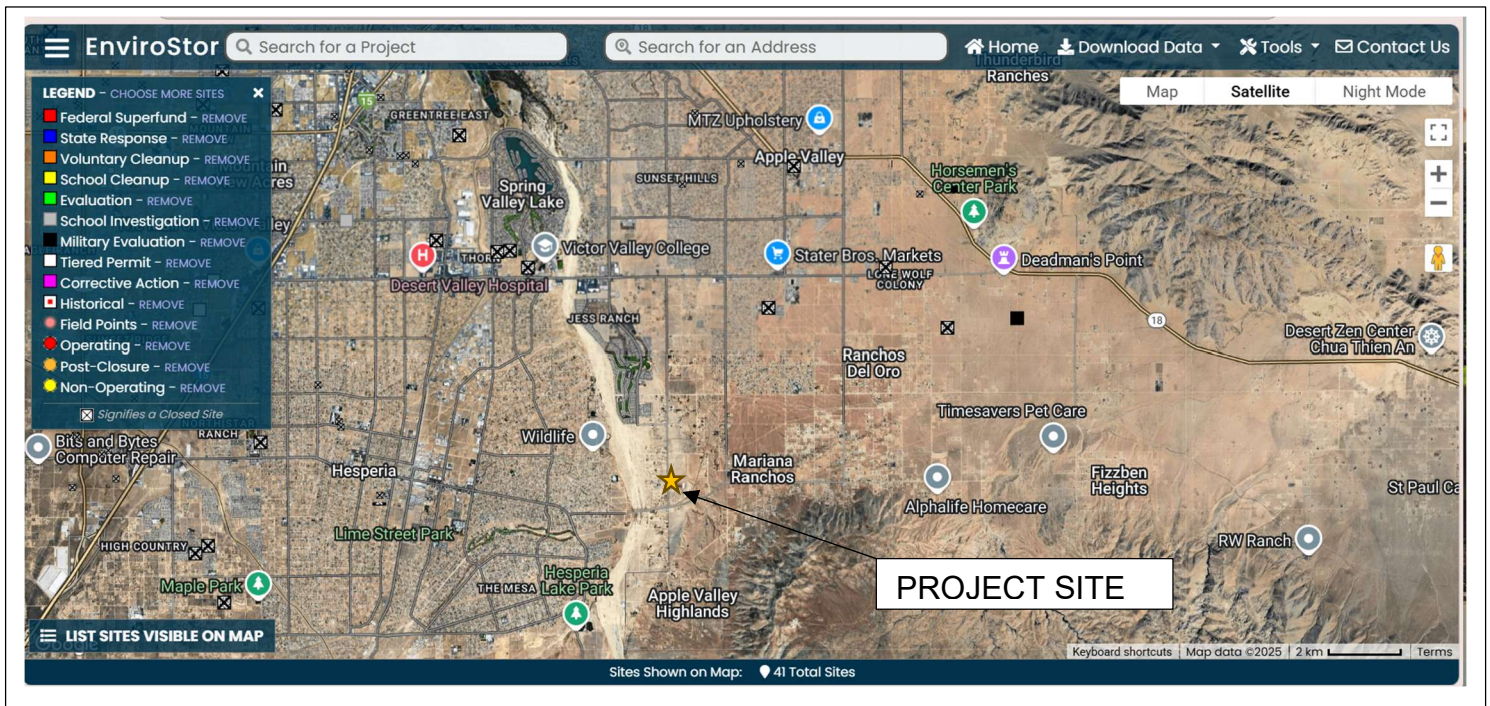 EnviroStor
Search for a Project
Search for an Address
Home
Download Data
Tools
Contact Us
LEGEND - CHOOSE MORE SITES ×
Federal Superfund - REMOVE
State Response - REMOVE
Voluntary Cleanup - REMOVE
School Cleanup - REMOVE
Evaluation - REMOVE
School Investigation - REMOVE
Military Evaluation - REMOVE
Tiered Permit - REMOVE
Corrective Action - REMOVE
Historical - REMOVE
Field Points - REMOVE
Operating - REMOVE
Post-Closure - REMOVE
Non-Operating - REMOVE
Signifies a Closed Site
Map
Satellite
Night Mode
Thunderbird
Ranches
15
GREENTREE EAST
MTZ Upholstery
Apple Valley
Horsemen's
Center Park
SUNSET HILLS
Spring
Valley Lake
Victor Valley College
H
Desert Valley Hospital
Stater Bros. Markets
LONE WOLF
COLONY
Deadman's Point
JESS RANCH
18
Desert Zen Center
Chua Thien An
Ranchos
Del Oro
Timesavers Pet Care
Wildlife
RANCH
Bits and Bytes
Computer Repair
Hesperia
Mariana
Ranchos
Fizzben
Heights
Alphalife Homecare
St Paul
Lime Street Park
HIGH COUNTRY
RW Ranch
Maple Park
THE MESA
Hesperia
Lake Park
Apple Valley
Highlands
PROJECT SITE
LIST SITES VISIBLE ON MAP
Google
Keyboard shortcuts
Map data ©2025
2 km
Terms
Sites Shown on Map: 41 Total Sites